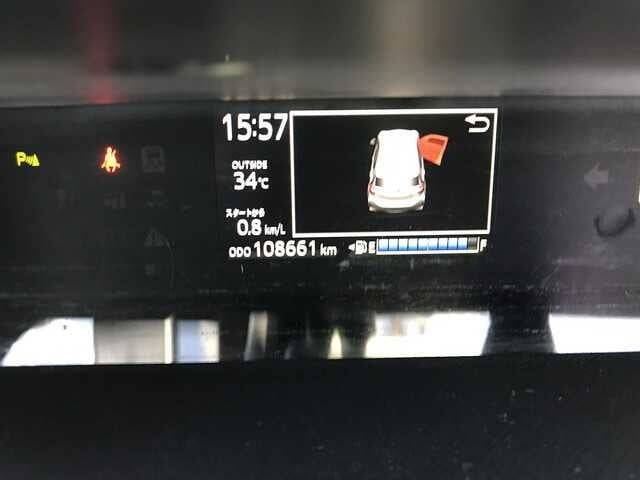 15:57
P
OUTSIDE
34℃
スタートから
0.8 km/L
ODO 108661 km
E F